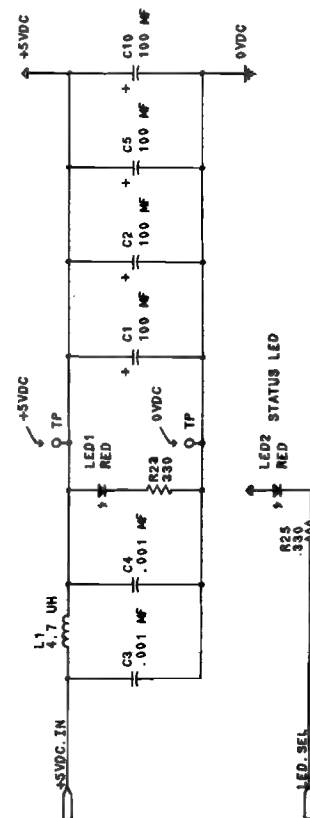 +5VDC
C10
100 MF
+
0VDC
C5
100 MF
+
C2
100 MF
+
C1
100 MF
+
+5VDC
TP
0VDC
TP
LED1
RED
R23
330
C4
.001 MF
L1
4.7 UH
C3
.001 MF
+5VDC.IN
LED2
RED
STATUS LED
R25
330
LED.SEL